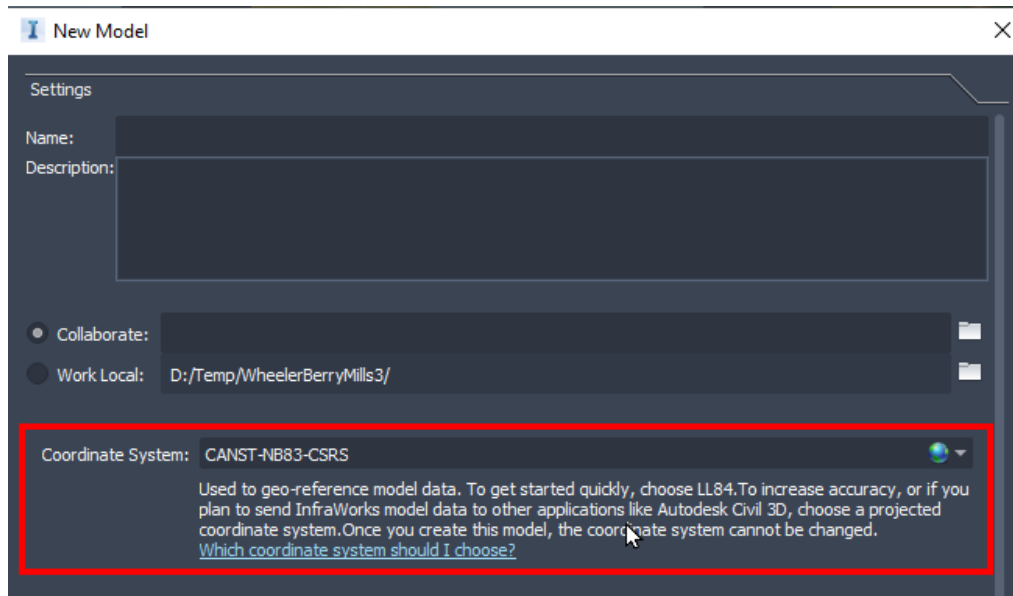 New Model
Settings
Name:
Description:
Collaborate:
Work Local: D:/Temp/WheelerBerryMills3/
Coordinate System: CANST-NB83-CSRS
Used to geo-reference model data. To get started quickly, choose LL84.To increase accuracy, or if you
plan to send InfraWorks model data to other applications like Autodesk Civil 3D, choose a projected
coordinate system.Once you create this model, the coordinate system cannot be changed.
Which coordinate system should I choose?